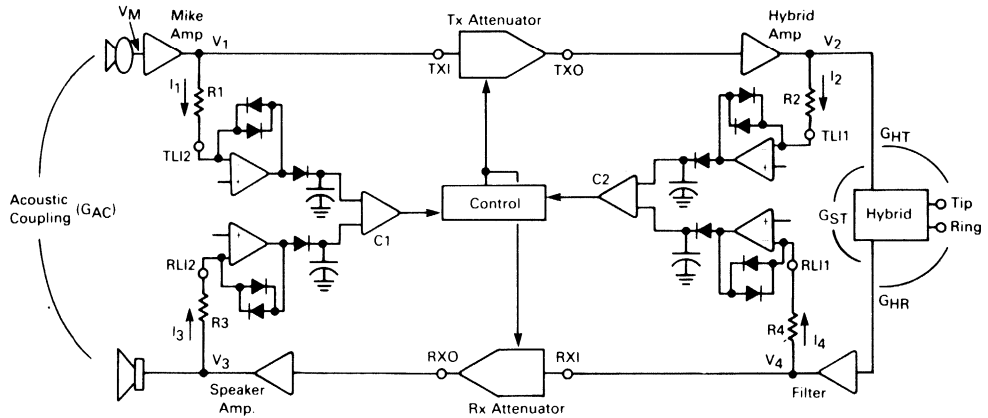 VM
Mike
Amp
V1
Tx Attenuator
TXI
TXO
Hybrid
Amp
V2
I1
R1
TLI2
R2
I2
TLI1
GHT
Acoustic
Coupling (GAC)
+
+
C1
Control
C2
+
+
GST
Hybrid
Tip
Ring
RLI2
R3
I3
RLI1
R4
I4
GHR
V3
Speaker
Amp.
RXO
RXI
Rx Attenuator
V4
Filter